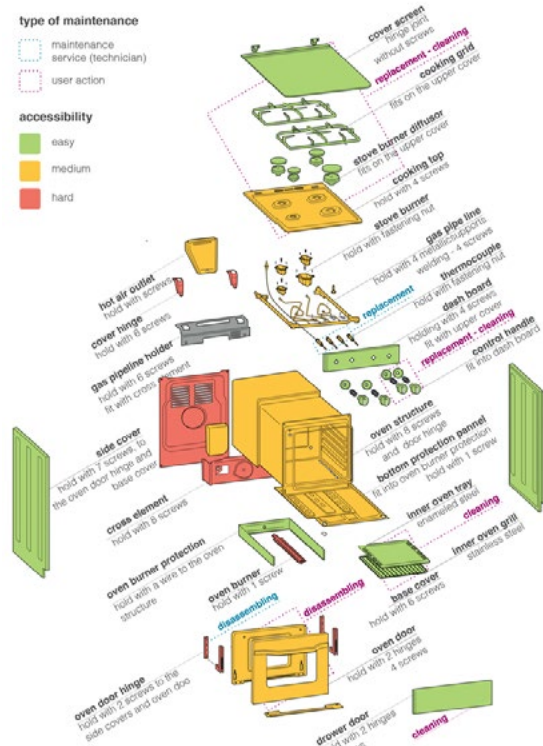 type of maintenance
maintenance
service (technician)
user action
accessibility
easy
medium
hard
cover screen
hinge joint
without screws
replacement - cleaning
cooking grid
fits on the upper cover
stove burner diffusor
fits on the upper cover
cooking top
hold with 4 screws
stove burner
hold with fastening nut
gas pipe line
hold with 4 metallic supports
welding - 4 screws
thermocouple
hold with fastening nut
replacement
dash board
holding with 4 screws
fit with upper cover
replacement - cleaning
control handle
fit into dash board
hot air outlet
hold with screws
cover hinge
hold with 6 screws
gas pipeline holder
hold with 6 screws
fit with cross element
side cover
hold with 7 screws, to
the oven door hinge and
base cover
oven structure
hold with 8 screws
and door hinge
bottom protection pannel
fit into oven burner protection
hold with 1 screw
cross element
hold with 8 screws
inner oven tray
enameled steel
cleaning
inner oven grill
stainless steel
oven burner protection
hold with a wire to the oven
structure
oven burner
hold with 1 screw
base cover
hold with 6 screws
disassembling
disassembling
oven door
hold with 2 hinges
4 screws
oven door hinge
hold with 2 screws to the
side covers and oven doo
drower door
hold with 2 hinges
cleaning